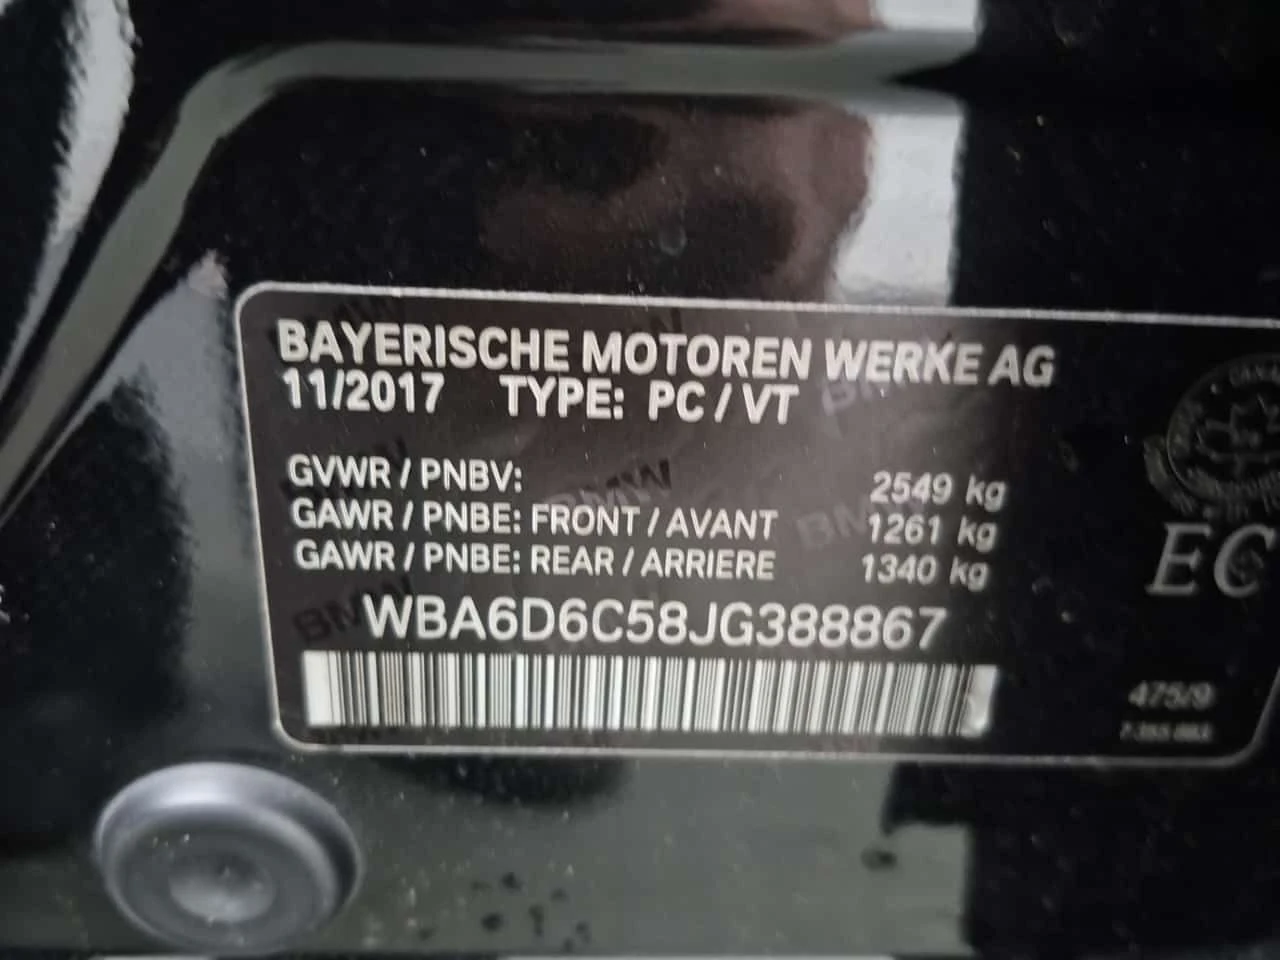 BAYERISCHE MOTOREN WERKE AG
11/2017 TYPE: PC / VT
GVWR / PNBV: 2549 kg
GAWR / PNBE: FRONT / AVANT 1261 kg
GAWR / PNBE: REAR / ARRIERE 1340 kg
WBA6D6C58JG388867
EC
475/9